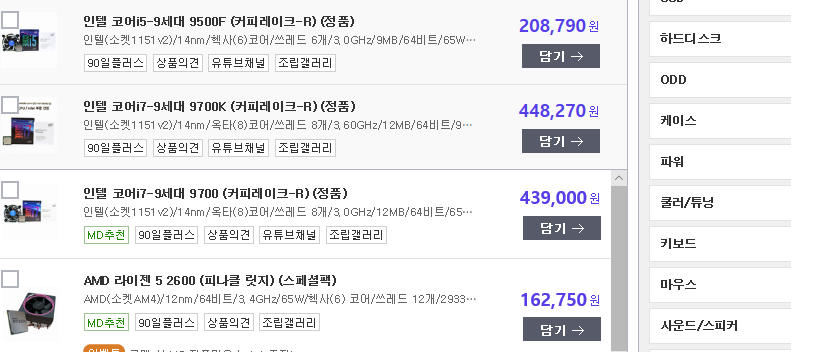 인텔 코어i5-9세대 9500F (커피레이크-R) (정품)
인텔(소켓1151v2)/14nm/헥사(6)코어/쓰레드 6개/3.0GHz/9MB/64비트/65W…
208,790원
담기 →
90일플러스 상품의견 유튜브채널 조립갤러리
인텔 코어i7-9세대 9700K (커피레이크-R) (정품)
인텔(소켓1151v2)/14nm/옥타(8)코어/쓰레드 8개/3.60GHz/12MB/64비트/9…
448,270원
담기 →
90일플러스 상품의견 유튜브채널 조립갤러리
인텔 코어i7-9세대 9700 (커피레이크-R) (정품)
인텔(소켓1151v2)/14nm/옥타(8)코어/쓰레드 8개/3.0GHz/12MB/64비트/65…
439,000원
담기 →
MD추천 90일플러스 상품의견 유튜브채널 조립갤러리
AMD 라이젠 5 2600 (피나클 릿지) (스페셜팩)
AMD(소켓AM4)/12nm/64비트/3.4GHz/65W/헥사(6) 코어/쓰레드 12개/2933…
162,750원
담기 →
MD추천 90일플러스 상품의견 조립갤러리
하드디스크
ODD
케이스
파워
쿨러/튜닝
키보드
마우스
사운드/스피커